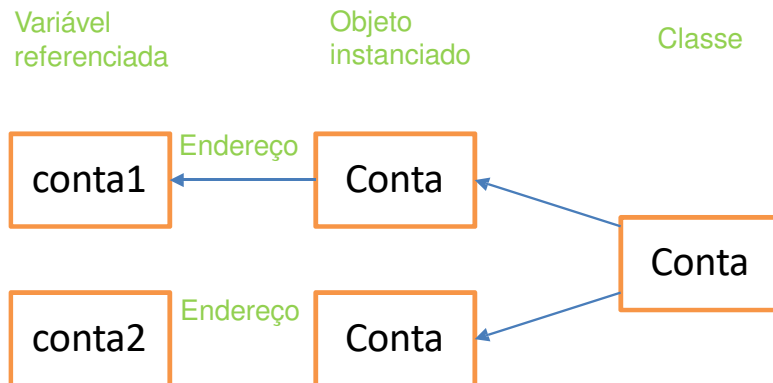 Variável
referenciada
Objeto
instanciado
Classe
Endereço
conta1
Conta
Conta
Endereço
conta2
Conta